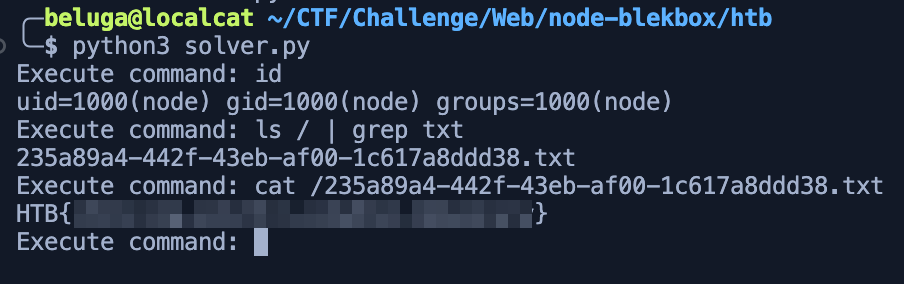 beluga@localcat ~/CTF/Challenge/Web/node-blekbox/htb
$ python3 solver.py
Execute command: id
uid=1000(node) gid=1000(node) groups=1000(node)
Execute command: ls / | grep txt
235a89a4-442f-43eb-af00-1c617a8ddd38.txt
Execute command: cat /235a89a4-442f-43eb-af00-1c617a8ddd38.txt
HTB{}
Execute command: